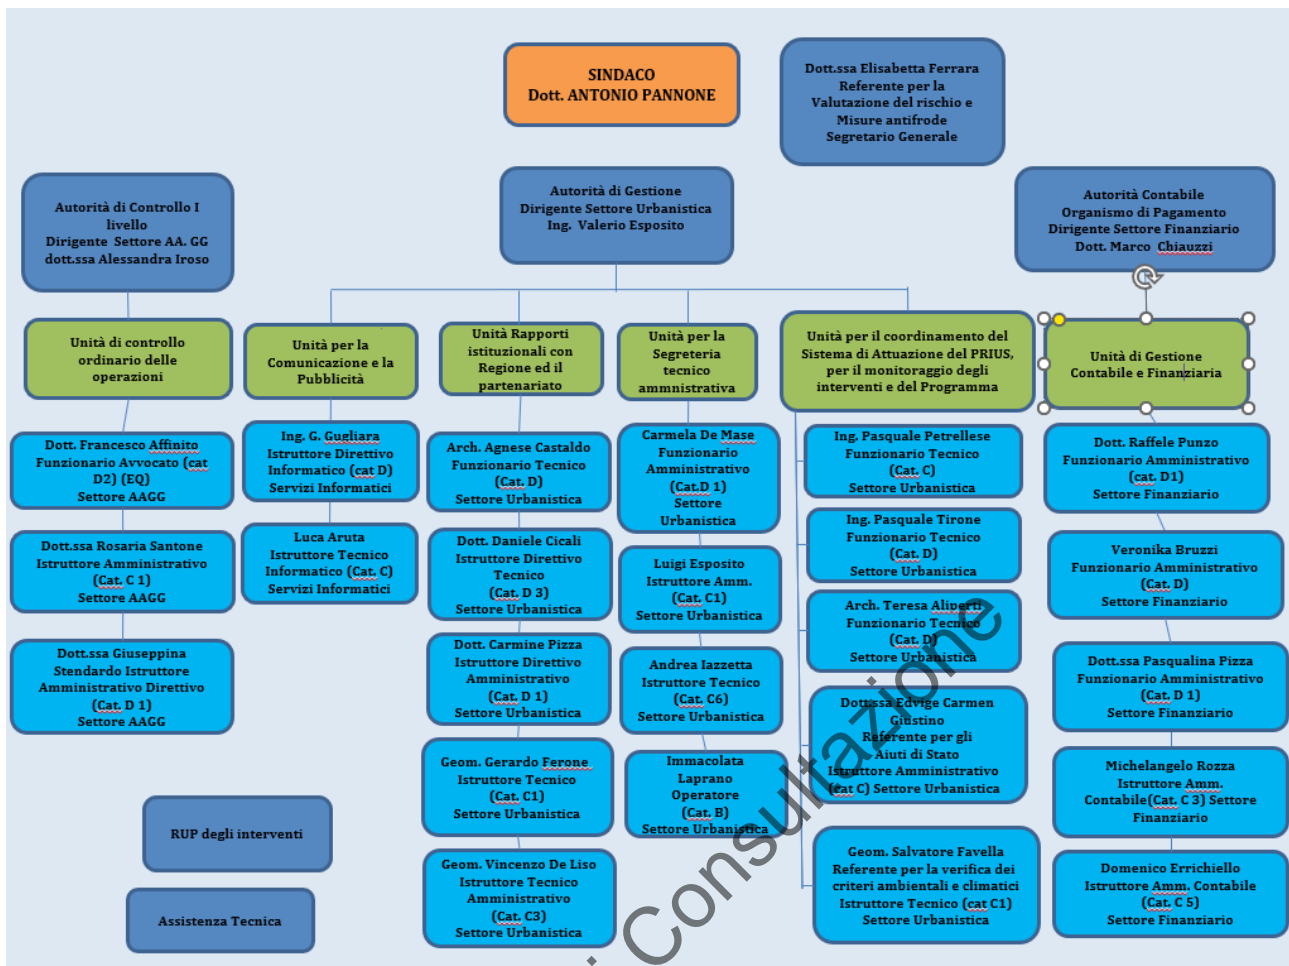 SINDACO
Dott. ANTONIO PANNONE
Dott.ssa Elisabetta Ferrara
Referente per la
Valutazione del rischio e
Misure antifrode
Segretario Generale
Autorità di Controllo I
livello
Dirigente Settore AA. GG
dott.ssa Alessandra Iroso
Autorità di Gestione
Dirigente Settore Urbanistica
Ing. Valerio Esposito
Autorità Contabile
Organismo di Pagamento
Dirigente Settore Finanziario
Dott. Marco Chiauzzi
Unità di controllo
ordinario delle
operazioni
Unità per la
Comunicazione e la
Pubblicità
Unità Rapporti
istituzionali con
Regione ed il
partenariato
Unità per la
Segreteria
tecnico
ammnistrativa
Unità per il coordinamento del
Sistema di Attuazione del PRIUS,
per il monitoraggio degli
interventi e del Programma
Unità di Gestione
Contabile e Finanziaria
Dott. Francesco Affinito
Funzionario Avvocato (cat
D2) (EQ)
Settore AAGG
Dott.ssa Rosaria Santone
Istruttore Amministrativo
(Cat. C 1)
Settore AAGG
Dott.ssa Giuseppina
Stendardo Istruttore
Amministrativo Direttivo
(Cat. D 1)
Settore AAGG
Ing. G. Gugliara
Istruttore Direttivo
Informatico (cat D)
Servizi Informatici
Luca Aruta
Istruttore Tecnico
Informatico (Cat. C)
Servizi Informatici
Arch. Agnese Castaldo
Funzionario Tecnico
(Cat. D)
Settore Urbanistica
Dott. Daniele Cicali
Istruttore Direttivo
Tecnico
(Cat. D 3)
Settore Urbanistica
Dott. Carmine Pizza
Istruttore Direttivo
Amministrativo
(Cat. D 1)
Settore Urbanistica
Geom. Gerardo Ferone
Istruttore Tecnico
(Cat. C1)
Settore Urbanistica
Geom. Vincenzo De Liso
Istruttore Tecnico
Amministrativo
(Cat. C3)
Settore Urbanistica
Carmela De Mase
Funzionario
Amministrativo
(Cat.D 1)
Settore
Urbanistica
Luigi Esposito
Istruttore Amm.
(Cat. C1)
Settore Urbanistica
Andrea Iazzetta
Istruttore Tecnico
(Cat. C6)
Settore Urbanistica
Immacolata
Laprano
Operatore
(Cat. B)
Settore Urbanistica
Ing. Pasquale Petrellese
Funzionario Tecnico
(Cat. C)
Settore Urbanistica
Ing. Pasquale Tirone
Funzionario Tecnico
(Cat. D)
Settore Urbanistica
Arch. Teresa Aliperti
Funzionario Tecnico
(Cat. D)
Settore Urbanistica
Dott.ssa Edvige Carmen
Giustino
Referente per gli
Aiuti di Stato
Istruttore Amministrativo
(cat C) Settore Urbanistica
Geom. Salvatore Favella
Referente per la verifica dei
criteri ambientali e climatici
Istruttore Tecnico (cat C1)
Settore Urbanistica
Dott. Raffele Punzo
Funzionario Amministrativo
(cat. D1)
Settore Finanziario
Veronika Bruzzi
Funzionario Amministrativo
(Cat. D)
Settore Finanziario
Dott.ssa Pasqualina Pizza
Funzionario Amministrativo
(Cat. D 1)
Settore Finanziario
Michelangelo Rozza
Istruttore Amm.
Contabile(Cat. C 3) Settore
Finanziario
Domenico Errichiello
Istruttore Amm. Contabile
(Cat. C 5)
Settore Finanziario
RUP degli interventi
Assistenza Tecnica
Consultazione